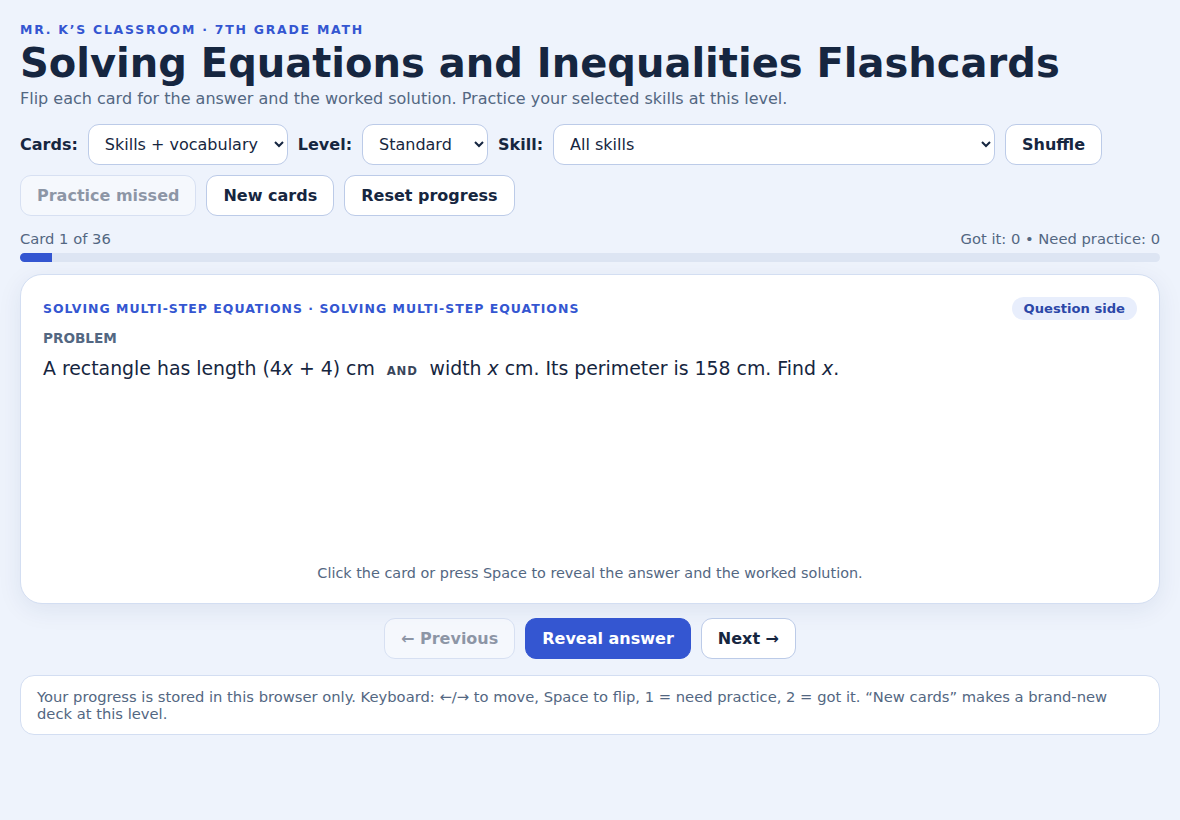 MR. K’S CLASSROOM · 7TH GRADE MATH
Solving Equations and Inequalities Flashcards
Flip each card for the answer and the worked solution. Practice your selected skills at this level.
Cards: Skills + vocabulary Level: Standard Skill: All skills Shuffle
Practice missed New cards Reset progress
Card 1 of 36 Got it: 0 • Need practice: 0
SOLVING MULTI-STEP EQUATIONS · SOLVING MULTI-STEP EQUATIONS Question side
PROBLEM
A rectangle has length (4x + 4) cm AND width x cm. Its perimeter is 158 cm. Find x.
Click the card or press Space to reveal the answer and the worked solution.
← Previous Reveal answer Next →
Your progress is stored in this browser only. Keyboard: ←/→ to move, Space to flip, 1 = need practice, 2 = got it. “New cards” makes a brand-new
deck at this level.